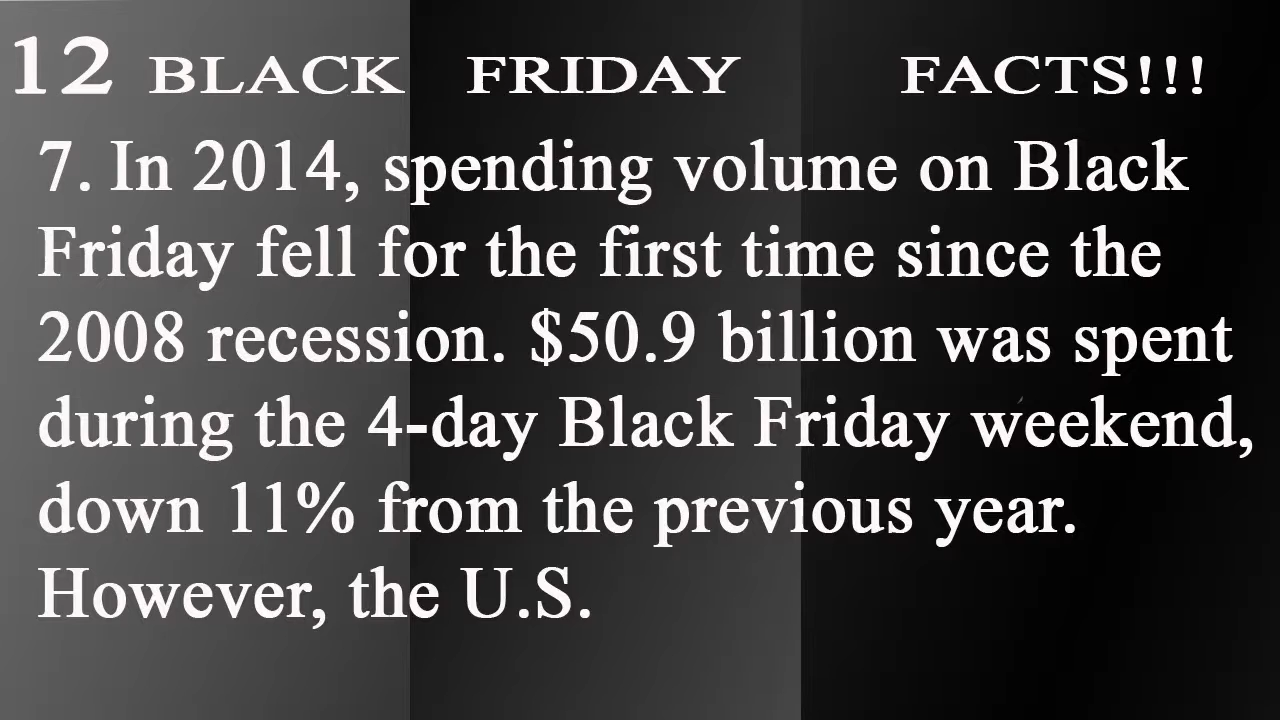 12 BLACK FRIDAY FACTS!!!
7. In 2014, spending volume on Black
Friday fell for the first time since the
2008 recession. $50.9 billion was spent
during the 4-day Black Friday weekend,
down 11% from the previous year.
However, the U.S.